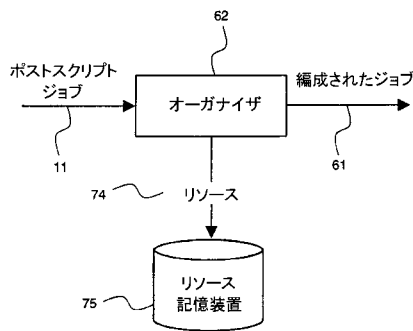 62
ポストスクリプト
ジョブ
オーガナイザ
編成されたジョブ
11
61
74
リソース
リソース
記憶装置
75